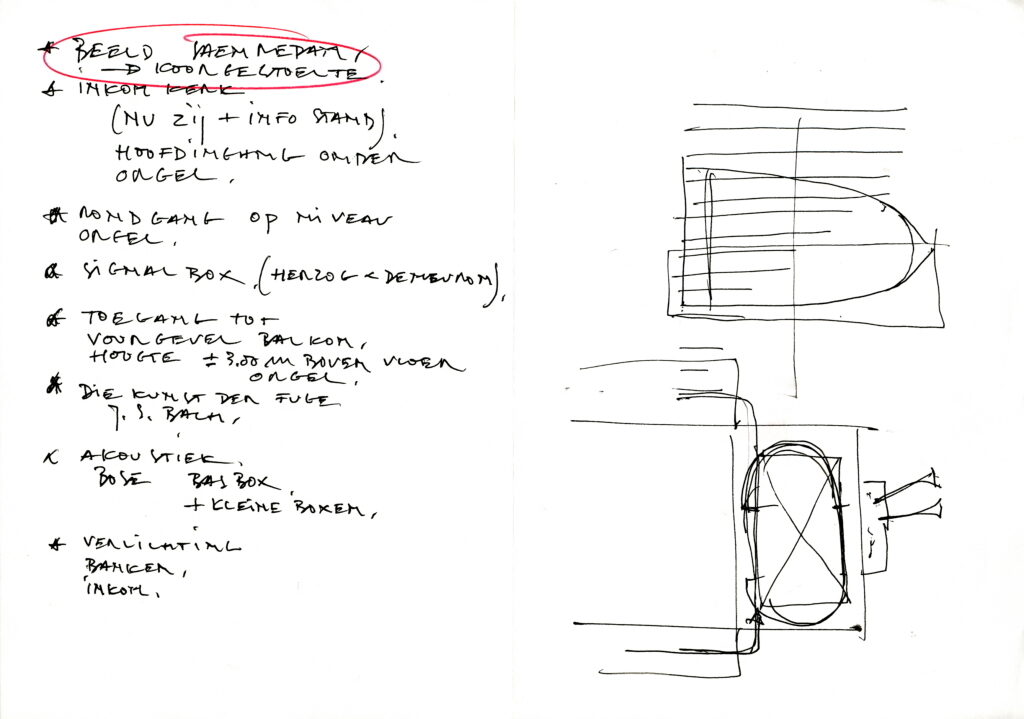 * BEELD SAENREDAM,
→ KOORGESTOELTE.
* INKOM KERK
(NU ZIJ + INFO STAND).
HOOFDINGANG ONDER
ORGEL.
* RONDGANG OP NIVEAU
ORGEL.
* SIGNAL BOX. (HERZOG & DEMEURON).
* TOEGANG TOT
VOORGEVEL BALKON,
HOOGTE ± 3.00 M BOVEN VLOER
ORGEL.
* DIE KUNST DER FUGE
J. S. BACH,
* AKOUSTIEK.
BOSE BASBOX.
+ KLEINE BOXEN,
* VERLICHTING
BANKEN,
INKOM.